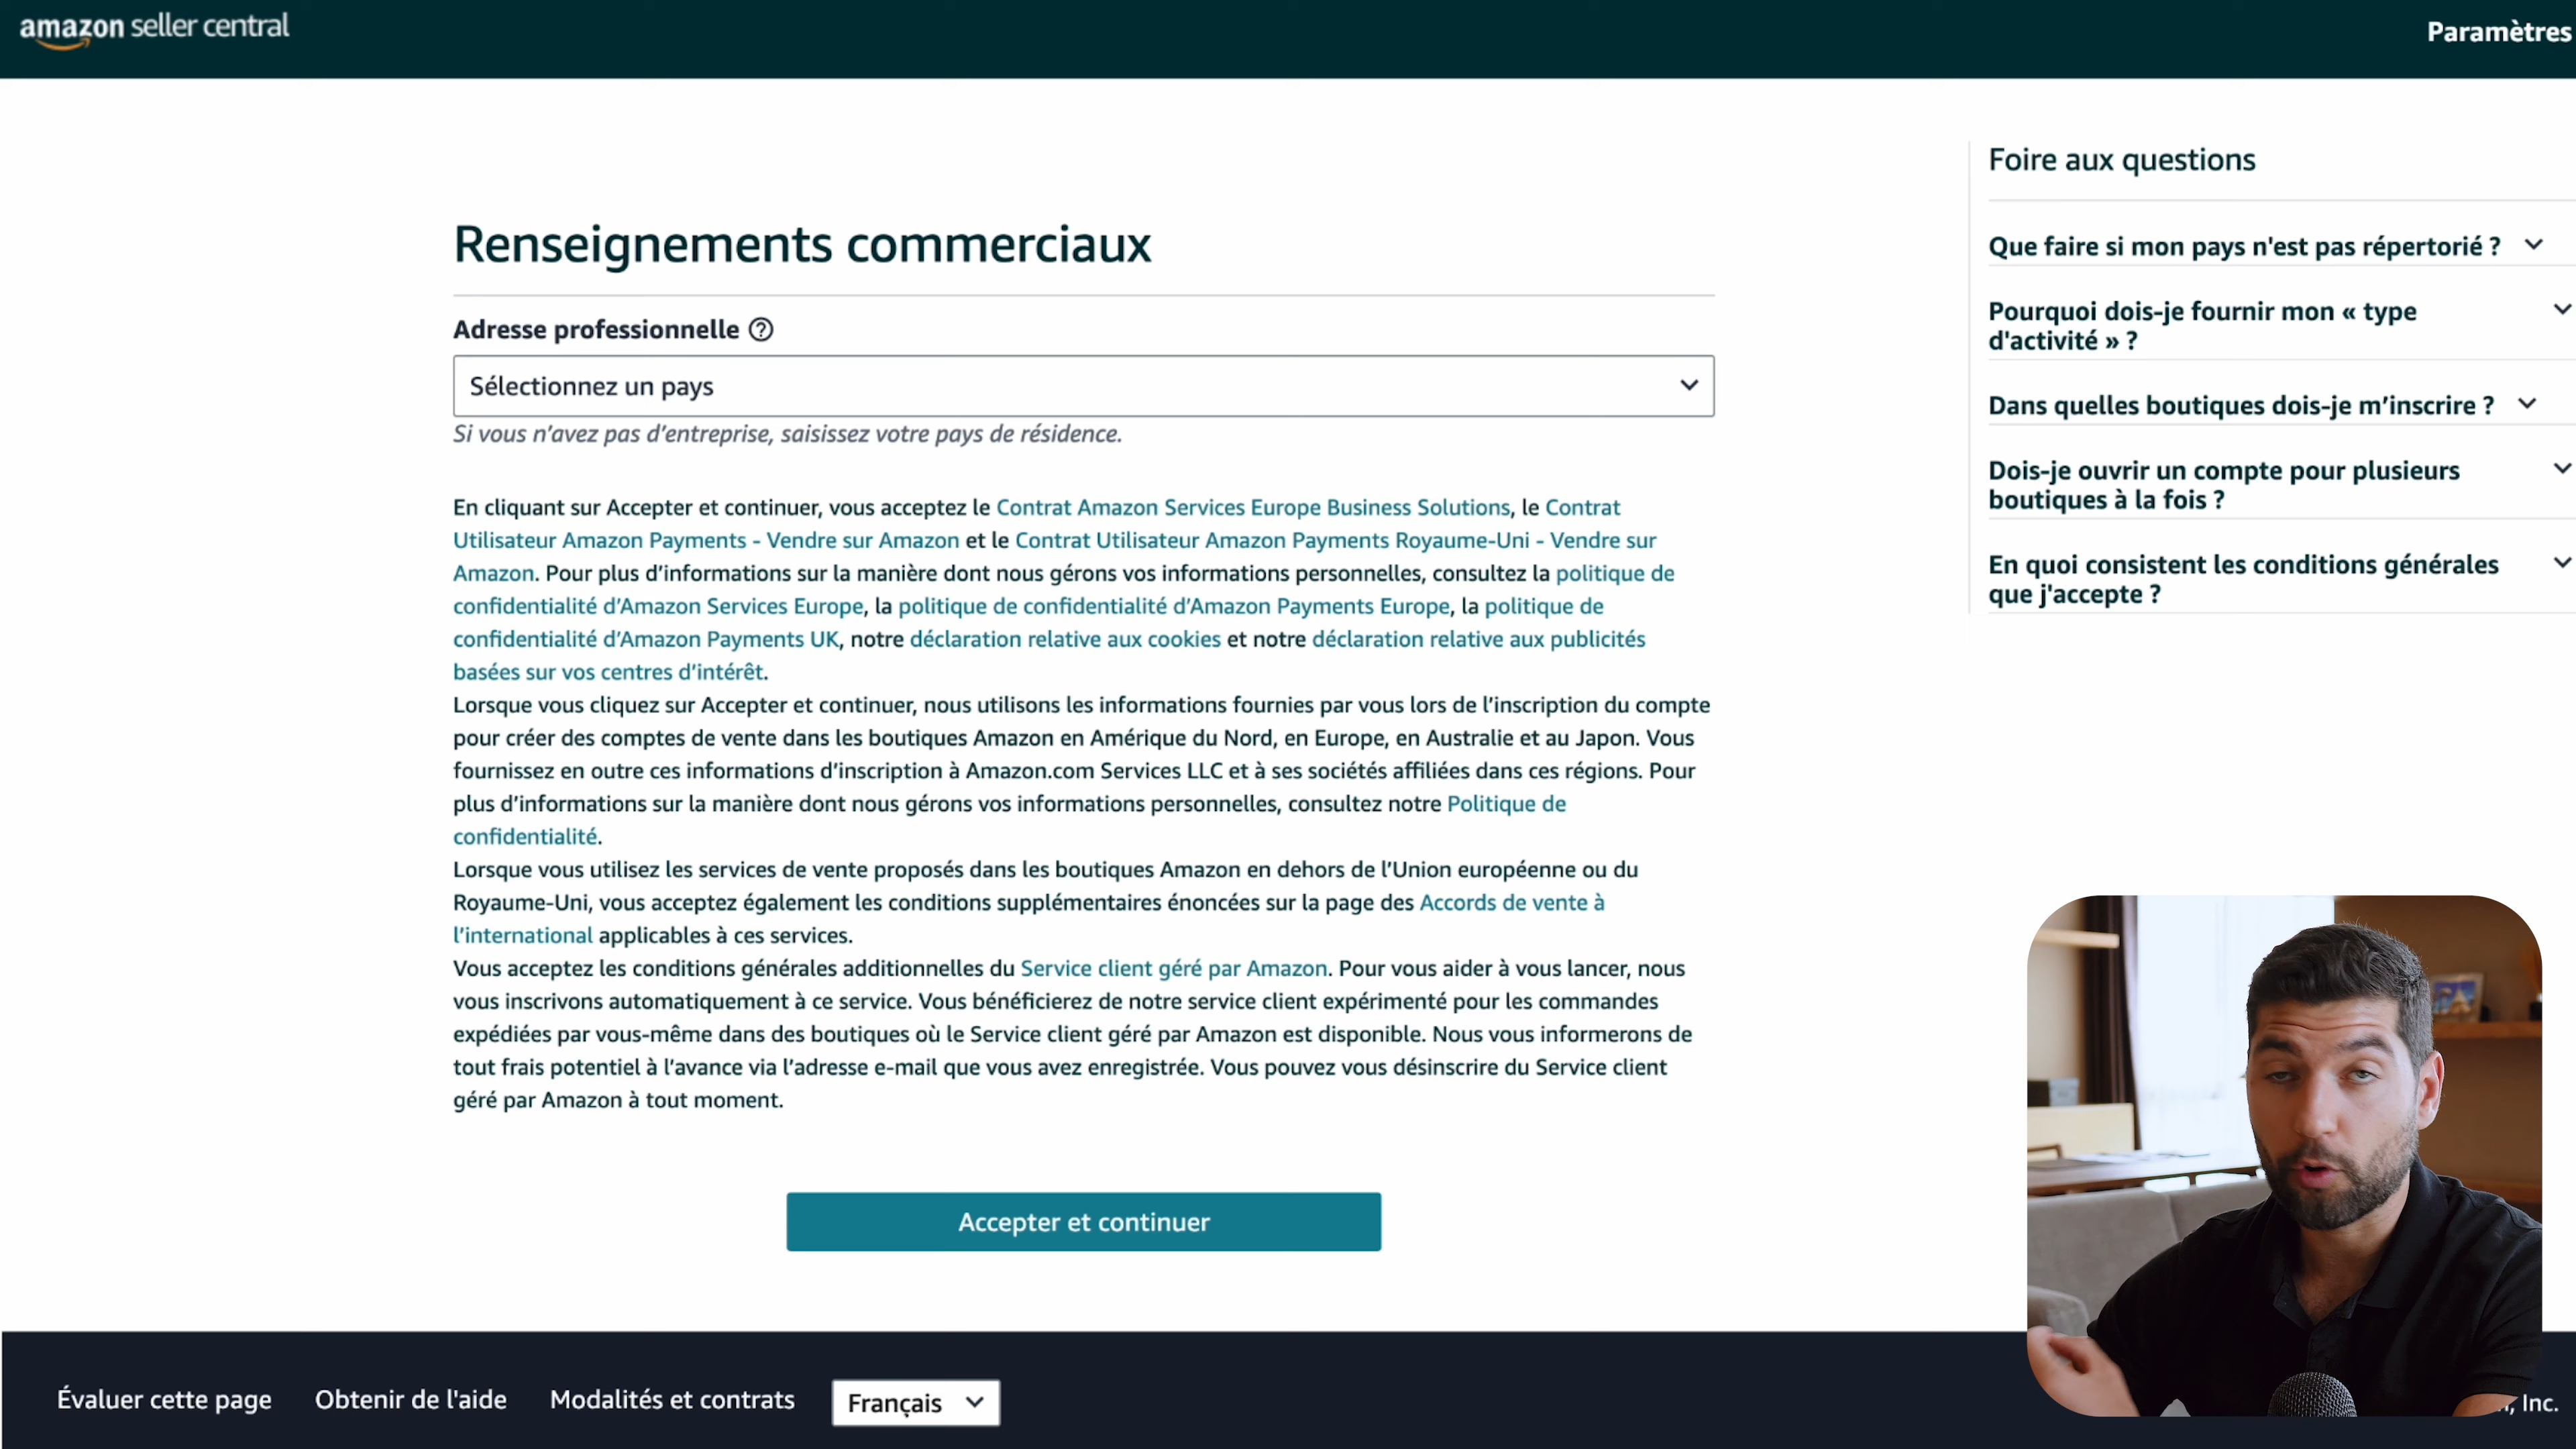 amazon seller central
Paramètres
Renseignements commerciaux
Adresse professionnelle ?
Sélectionnez un pays
Si vous n’avez pas d’entreprise, saisissez votre pays de résidence.
En cliquant sur Accepter et continuer, vous acceptez le Contrat Amazon Services Europe Business Solutions, le Contrat
Utilisateur Amazon Payments - Vendre sur Amazon et le Contrat Utilisateur Amazon Payments Royaume-Uni - Vendre sur
Amazon. Pour plus d’informations sur la manière dont nous gérons vos informations personnelles, consultez la politique de
confidentialité d’Amazon Services Europe, la politique de confidentialité d’Amazon Payments Europe, la politique de
confidentialité d’Amazon Payments UK, notre déclaration relative aux cookies et notre déclaration relative aux publicités
basées sur vos centres d’intérêt.
Lorsque vous cliquez sur Accepter et continuer, nous utilisons les informations fournies par vous lors de l’inscription du compte
pour créer des comptes de vente dans les boutiques Amazon en Amérique du Nord, en Europe, en Australie et au Japon. Vous
fournissez en outre ces informations d’inscription à Amazon.com Services LLC et à ses sociétés affiliées dans ces régions. Pour
plus d’informations sur la manière dont nous gérons vos informations personnelles, consultez notre Politique de
confidentialité.
Lorsque vous utilisez les services de vente proposés dans les boutiques Amazon en dehors de l’Union européenne ou du
Royaume-Uni, vous acceptez également les conditions supplémentaires énoncées sur la page des Accords de vente à
l’international applicables à ces services.
Vous acceptez les conditions générales additionnelles du Service client géré par Amazon. Pour vous aider à vous lancer, nous
vous inscrivons automatiquement à ce service. Vous bénéficierez de notre service client expérimenté pour les commandes
expédiées par vous-même dans des boutiques où le Service client géré par Amazon est disponible. Nous vous informerons de
tout frais potentiel à l’avance via l’adresse e-mail que vous avez enregistrée. Vous pouvez vous désinscrire du Service client
géré par Amazon à tout moment.
Accepter et continuer
Foire aux questions
Que faire si mon pays n'est pas répertorié ?
Pourquoi dois-je fournir mon « type
d'activité » ?
Dans quelles boutiques dois-je m’inscrire ?
Dois-je ouvrir un compte pour plusieurs
boutiques à la fois ?
En quoi consistent les conditions générales
que j'accepte ?
Évaluer cette page
Obtenir de l'aide
Modalités et contrats
Français
, Inc.